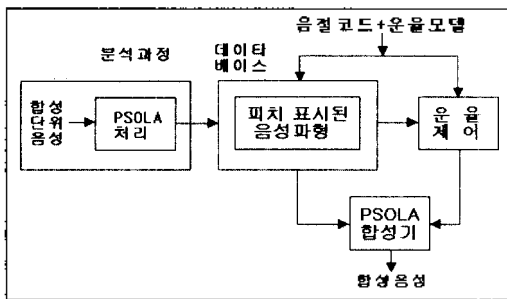 음절코드+운율모델
분석과정
데이타
베이스
합성
단위
음성
PSOLA
처리
피치 표시된
음성파형
운 율
제 어
PSOLA
합성기
합성음성